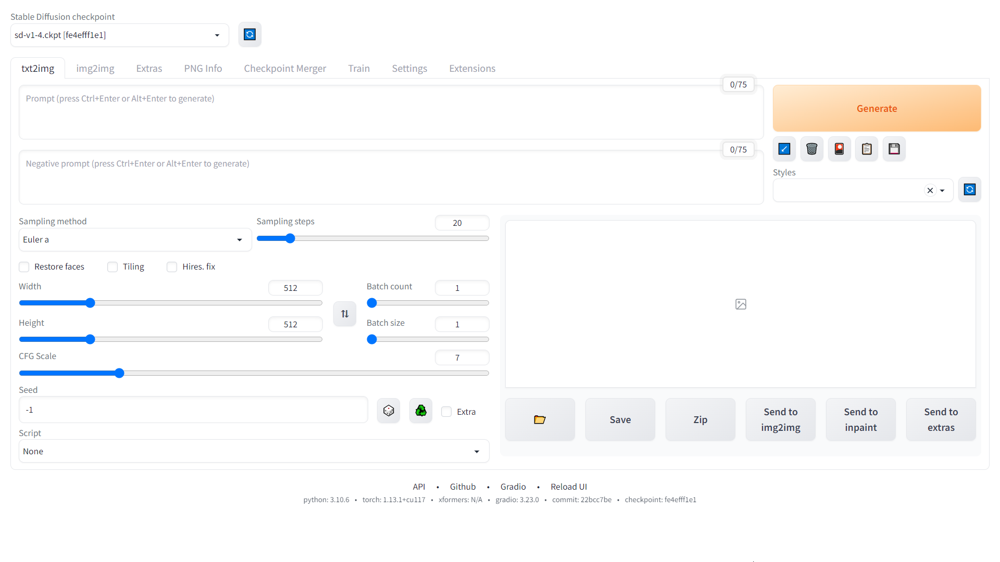 Stable Diffusion checkpoint
sd-v1-4.ckpt [fe4efff1e1]
txt2img img2img Extras PNG Info Checkpoint Merger Train Settings Extensions
0/75
Prompt (press Ctrl+Enter or Alt+Enter to generate)
Generate
0/75
Negative prompt (press Ctrl+Enter or Alt+Enter to generate)
Styles
Sampling method
Euler a
Sampling steps
20
Restore faces Tiling Hires. fix
Width 512
Batch count 1
Height 512
Batch size 1
CFG Scale 7
Seed
-1
Extra
Script
None
Save
Zip
Send to
img2img
Send to
inpaint
Send to
extras
API • Github • Gradio • Reload UI
python: 3.10.6 • torch: 1.13.1+cu117 • xformers: N/A • gradio: 3.23.0 • commit: 22bcc7be • checkpoint: fe4efff1e1